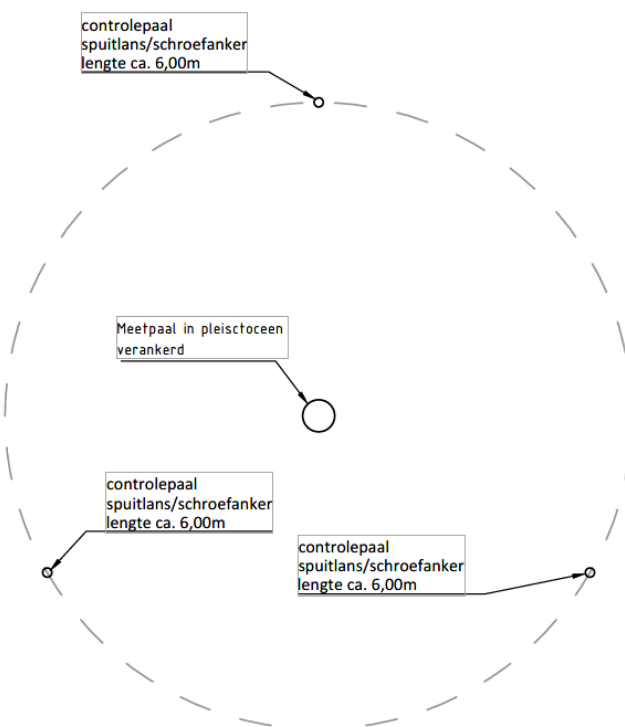 controlepaal
spuitlans/schroefanker
lengte ca. 6,00m
Meetpaal in pleisctoceen
verankerd
controlepaal
spuitlans/schroefanker
lengte ca. 6,00m
controlepaal
spuitlans/schroefanker
lengte ca. 6,00m